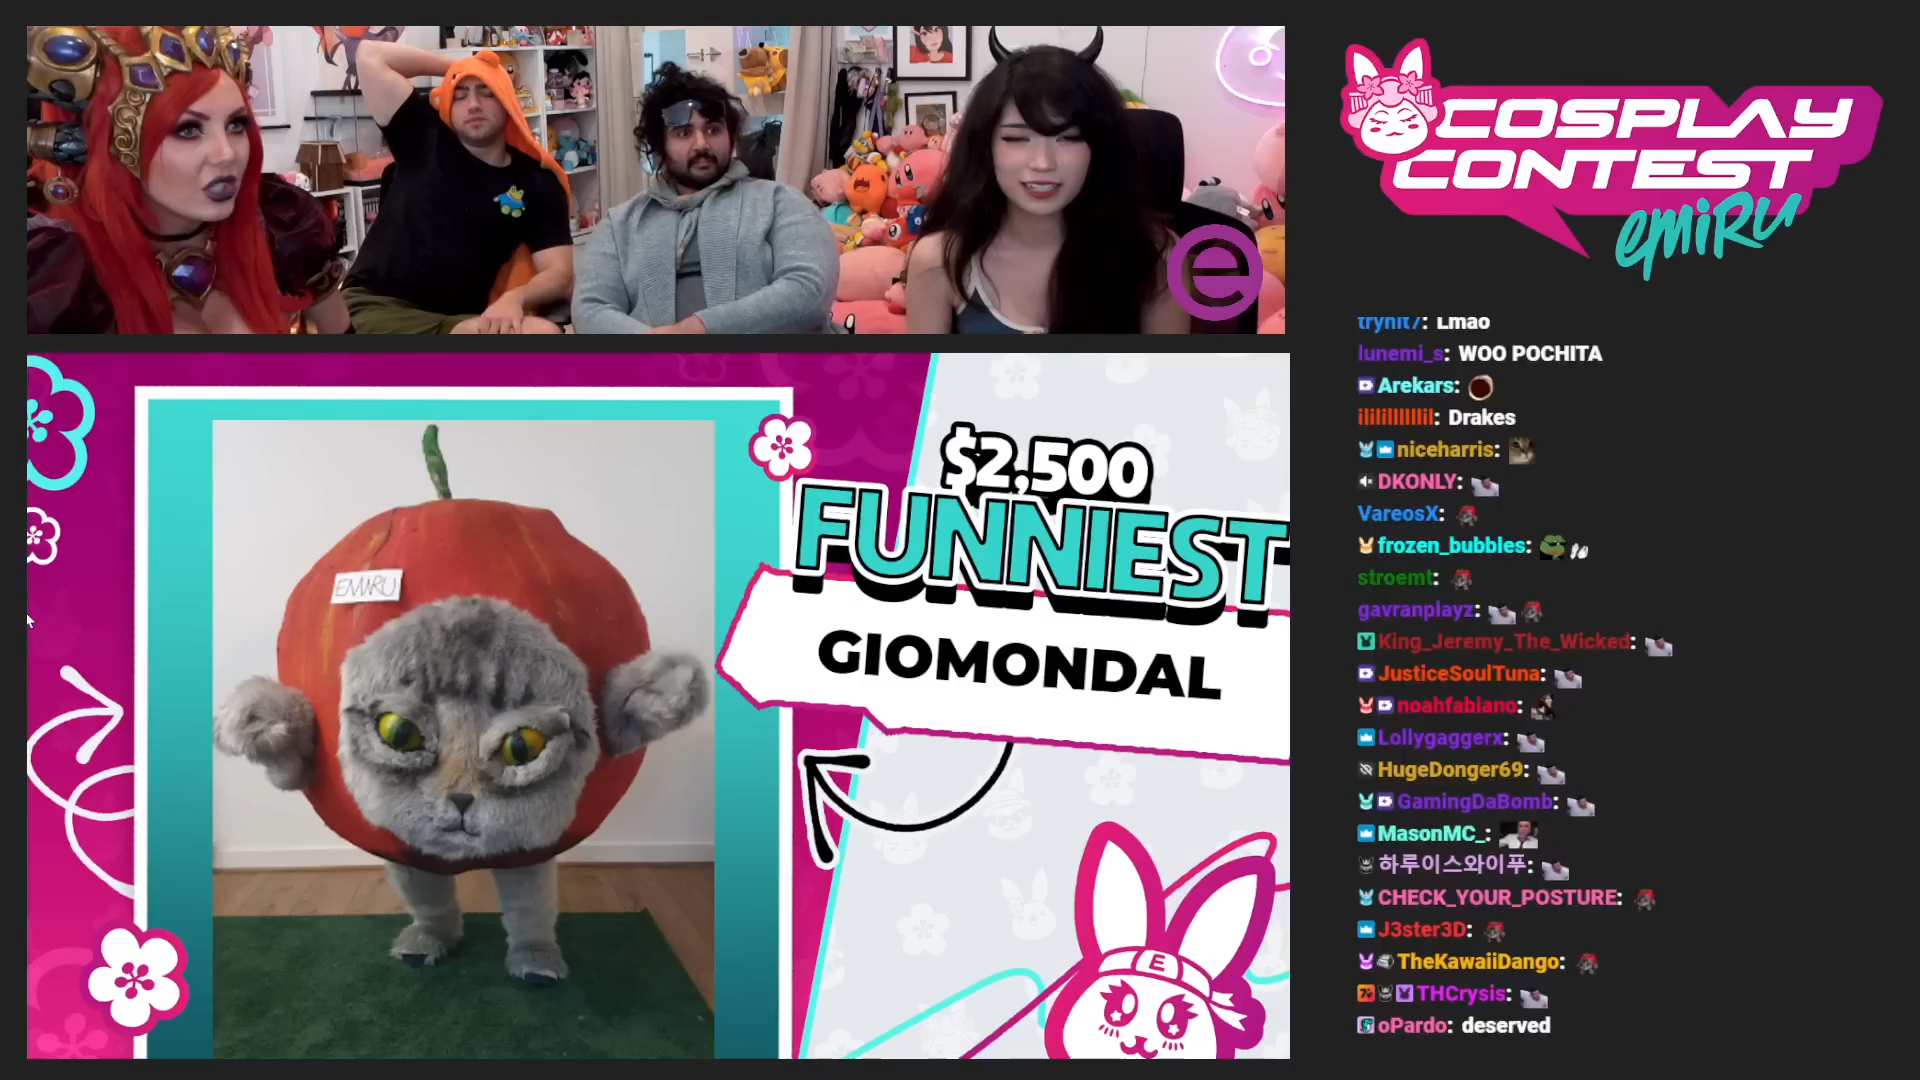 COSPLAY
CONTEST
emiru
e
trynit7: Lmao
lunemi_s: WOO POCHITA
Arekars:
Drakes
niceharris:
DKONLY:
VareosX:
frozen_bubbles:
stroemt:
gavranplayz:
King_Jeremy_The_Wicked:
JusticeSoulTuna:
noahfabiano:
Lollygaggerx:
HugeDonger69:
GamingDaBomb:
MasonMC_:
하루이스와이푸:
CHECK_YOUR_POSTURE:
J3ster3D:
TheKawaiiDango:
THCrysis:
oPardo: deserved
$2,500
FUNNIEST
GIOMONDAL
EMIRU
E